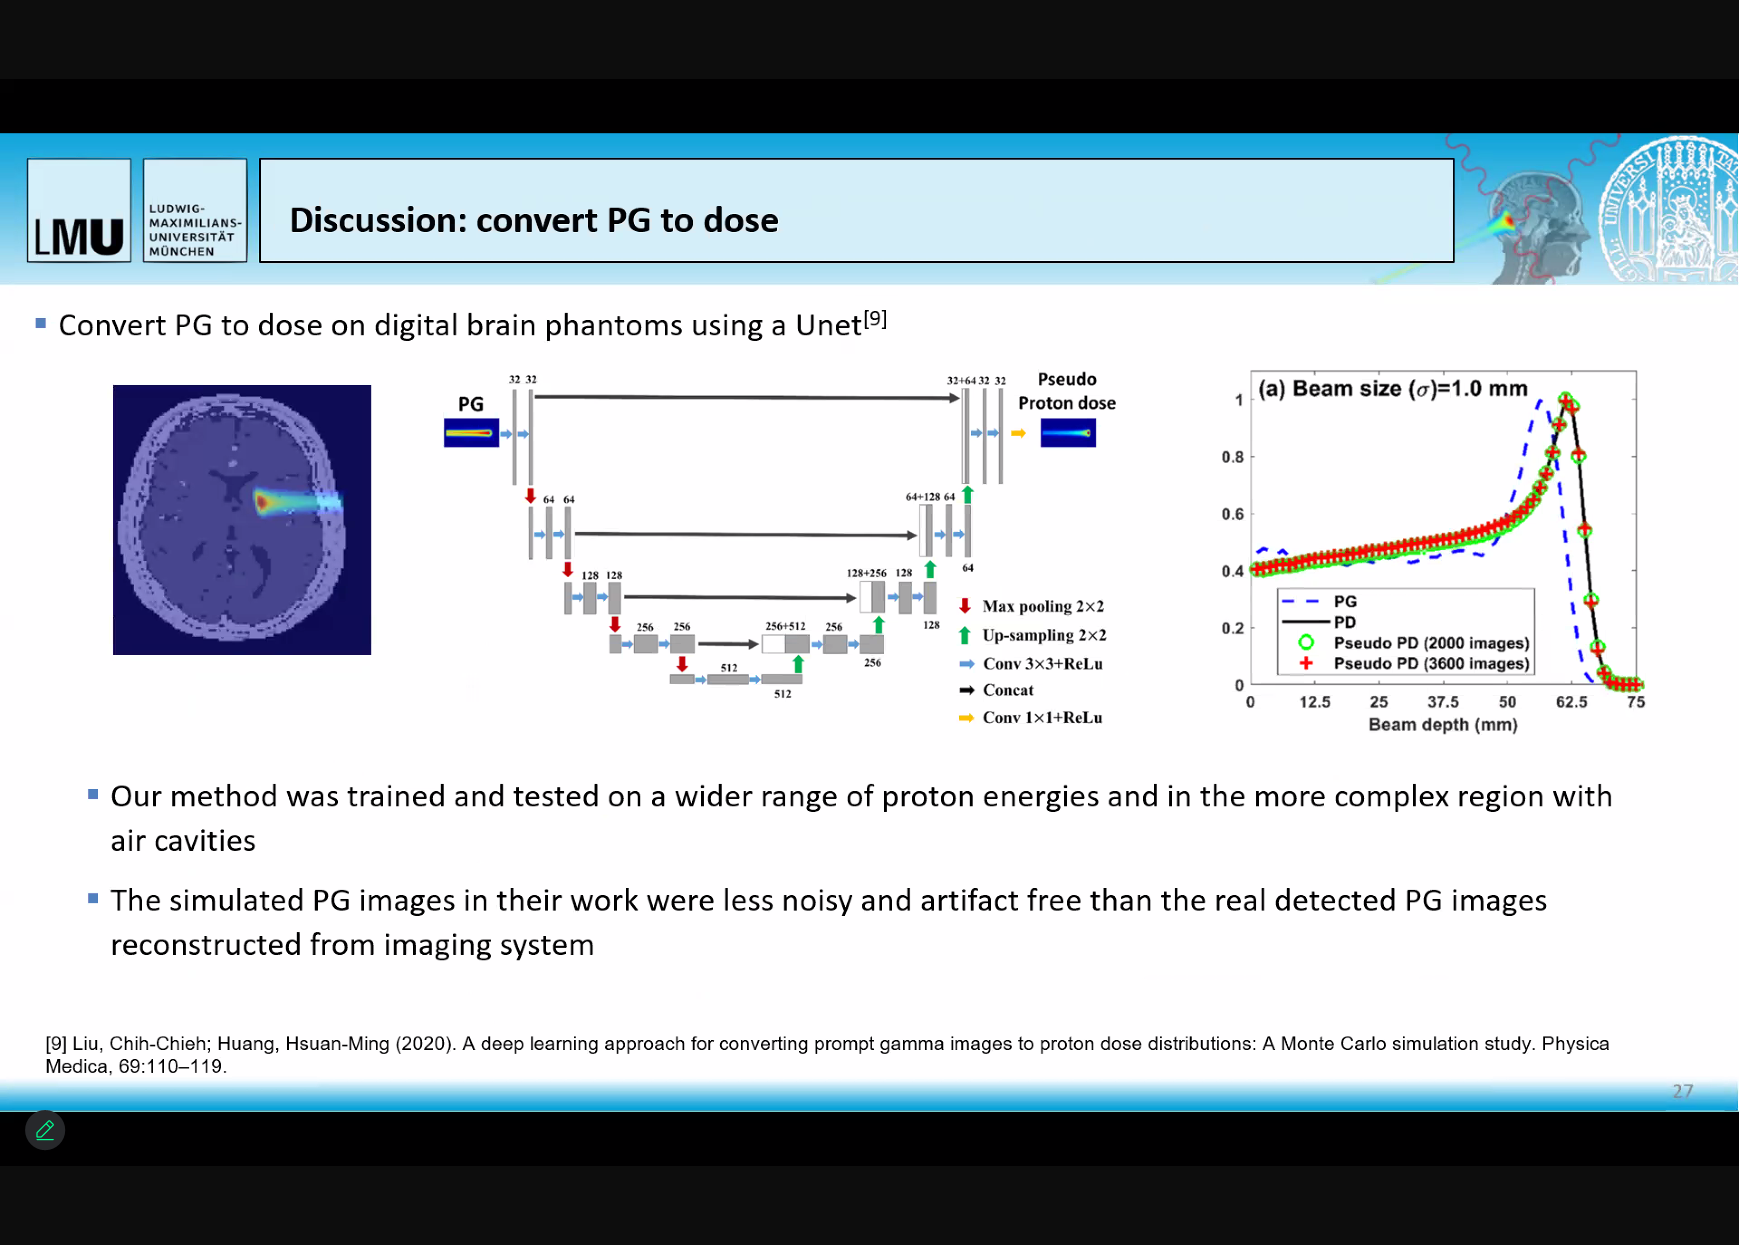 LMU
LUDWIG-
MAXIMILIANS-
UNIVERSITÄT
MÜNCHEN
Discussion: convert PG to dose
Convert PG to dose on digital brain phantoms using a Unet[9]
PG
32 32
32+64 32 32
Pseudo
Proton dose
64 64
64+128 64
64
128 128
128+256 128
128
256 256
256+512 256
256
512
512
Max pooling 2×2
Up-sampling 2×2
Conv 3×3+ReLu
Concat
Conv 1×1+ReLu
(a) Beam size (σ)=1.0 mm
1
0.8
0.6
0.4
0.2
0
PG
PD
Pseudo PD (2000 images)
Pseudo PD (3600 images)
0 12.5 25 37.5 50 62.5 75
Beam depth (mm)
Our method was trained and tested on a wider range of proton energies and in the more complex region with
air cavities
The simulated PG images in their work were less noisy and artifact free than the real detected PG images
reconstructed from imaging system
[9] Liu, Chih-Chieh; Huang, Hsuan-Ming (2020). A deep learning approach for converting prompt gamma images to proton dose distributions: A Monte Carlo simulation study. Physica
Medica, 69:110–119.
27